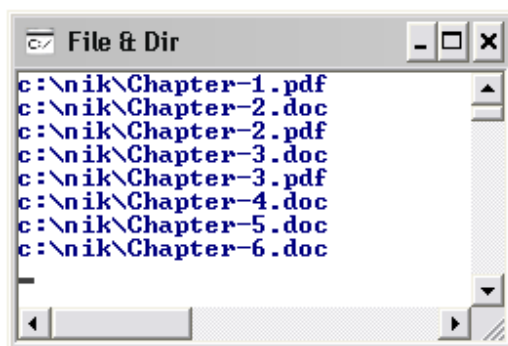 File & Dir
c:\nik\Chapter-1.pdf
c:\nik\Chapter-2.doc
c:\nik\Chapter-2.pdf
c:\nik\Chapter-3.doc
c:\nik\Chapter-3.pdf
c:\nik\Chapter-4.doc
c:\nik\Chapter-5.doc
c:\nik\Chapter-6.doc